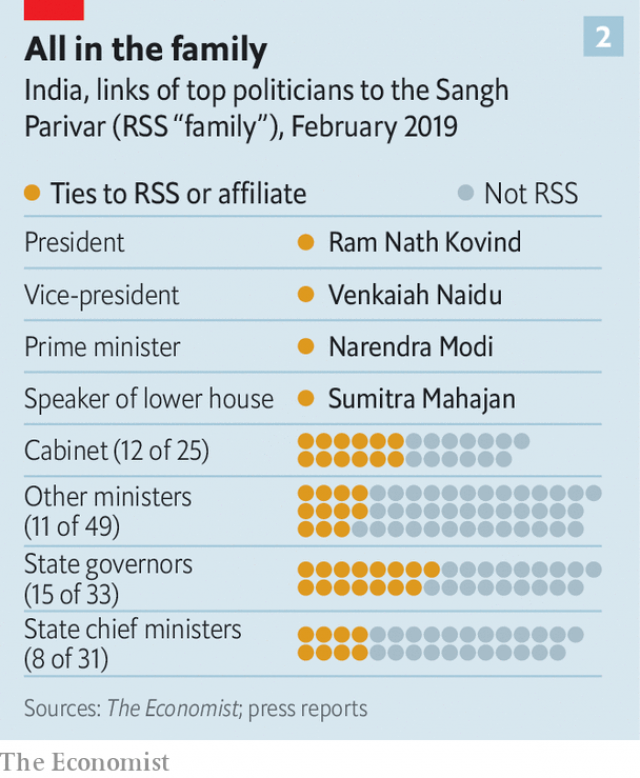 2
All in the family
India, links of top politicians to the Sangh
Parivar (RSS “family”), February 2019
Ties to RSS or affiliate Not RSS
President Ram Nath Kovind
Vice-president Venkaiah Naidu
Prime minister Narendra Modi
Speaker of lower house Sumitra Mahajan
Cabinet (12 of 25)
Other ministers
(11 of 49)
State governors
(15 of 33)
State chief ministers
(8 of 31)
Sources: The Economist; press reports
The Economist